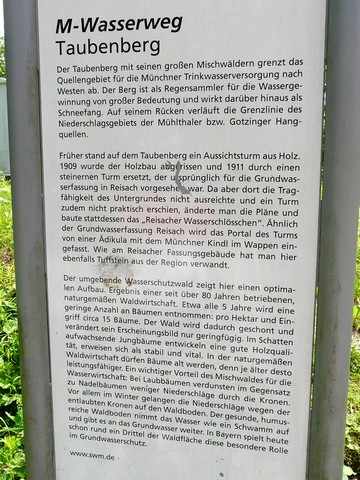 M-Wasserweg
Taubenberg
Der Taubenberg mit seinen großen Mischwäldern grenzt das
Quellengebiet für die Münchner Trinkwasserversorgung nach
Westen ab. Der Berg ist als Regensammler für die Wasserge-
winnung von großer Bedeutung und wirkt darüber hinaus als
Schneefang. Auf seinem Rücken verläuft die Grenzlinie des
Niederschlagsgebiets der Mühlthaler bzw. Gotzinger Hang-
quellen.
Früher stand auf dem Taubenberg ein Aussichtsturm aus Holz.
1909 wurde der Holzbau abgerissen und 1911 durch einen
steinernen Turm ersetzt, der ursprünglich für die Grundwas-
serfassung in Reisach vorgesehen war. Da aber dort die Trag-
fähigkeit des Untergrundes nicht ausreichte und ein Turm
zudem nicht praktisch erschien, änderte man die Pläne und
baute stattdessen das „Reisacher Wasserschlösschen“. Ähnlich
der Grundwasserfassung Reisach wird das Portal des Turms
von einer Ädikula mit dem Münchner Kindl im Wappen ein-
gefasst. Wie am Reisacher Fassungsgebäude hat man hier
ebenfalls Tuffstein aus der Region verwandt.
Der umgebende Wasserschutzwald zeigt hier einen optima-
len Aufbau. Ergebnis einer seit über 80 Jahren betriebenen,
naturgemäßen Waldwirtschaft. Etwa alle 5 Jahre wird eine
geringe Anzahl an Bäumen entnommen: pro Hektar und Ein-
griff circa 15 Bäume. Der Wald wird dadurch geschont und
verändert sein Erscheinungsbild nur geringfügig. Im Schatten
aufwachsende Jungbäume entwickeln eine gute Holzquali-
tät, erweisen sich als stabil und vital. In der naturgemäßen
Waldwirtschaft dürfen Bäume alt werden, denn je älter desto
leistungsfähiger. Ein wichtiger Vorteil des Mischwaldes für die
Wasserwirtschaft: Bei Laubbäumen verdunsten im Gegensatz
zu Nadelbäumen weniger Niederschläge durch die Kronen.
Vor allem im Winter gelangen die Niederschläge wegen der
entlaubten Kronen auf den Waldboden. Der gesunde, humus-
reiche Waldboden nimmt das Wasser wie ein Schwamm auf
und gibt es an das Grundwasser weiter. In Bayern spielt heute
schon rund ein Drittel der Waldfläche diese besondere Rolle
im Grundwasserschutz.
www.swm.de